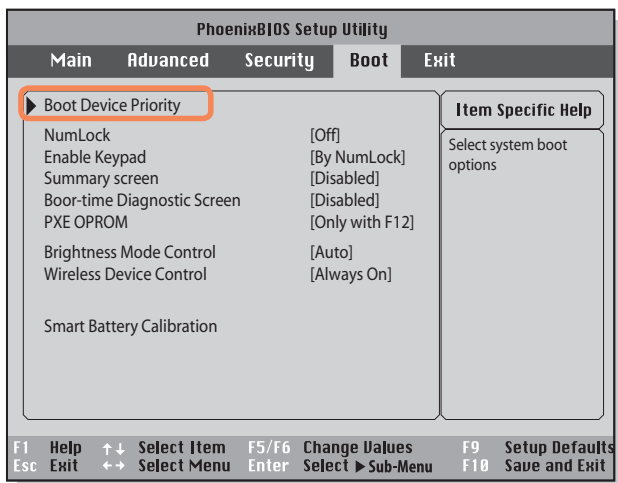 PhoenixBIOS Setup Utility
Main Advanced Security Boot Exit
Boot Device Priority
NumLock [Off]
Enable Keypad [By NumLock]
Summary screen [Disabled]
Boor-time Diagnostic Screen [Disabled]
PXE OPROM [Only with F12]
Brightness Mode Control [Auto]
Wireless Device Control [Always On]
Smart Battery Calibration
Item Specific Help
Select system boot
options
F1 Help ↑↓ Select Item F5/F6 Change Values F9 Setup Defaults
Esc Exit ←→ Select Menu Enter Select ▶ Sub-Menu F10 Save and Exit